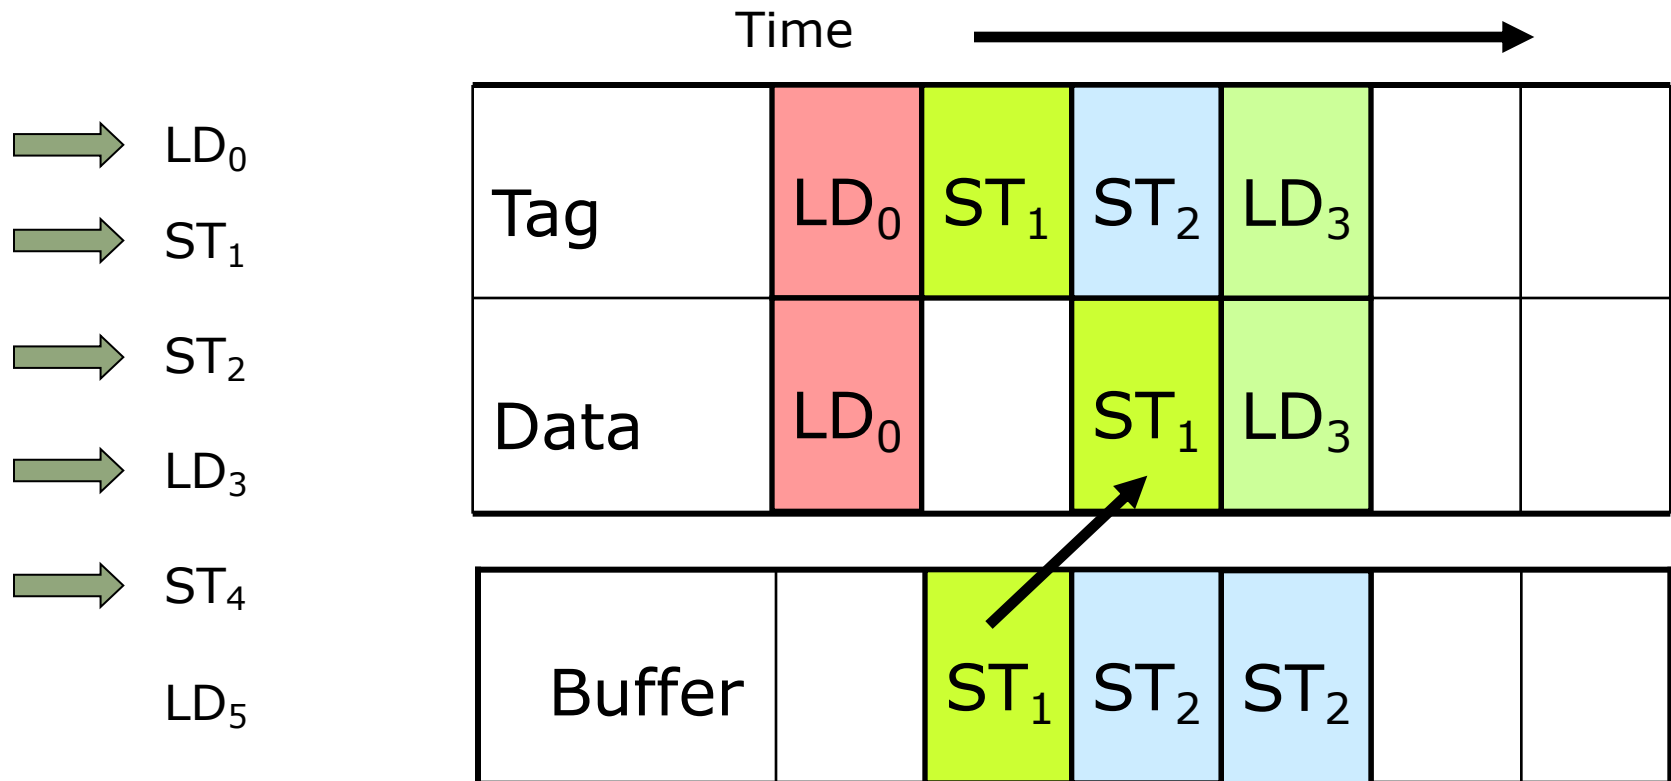 Time
LD₀
ST₁
ST₂
LD₃
ST₄
LD₅
Tag LD₀ ST₁ ST₂ LD₃
Data LD₀ ST₁ LD₃
Buffer ST₁ ST₂ ST₂